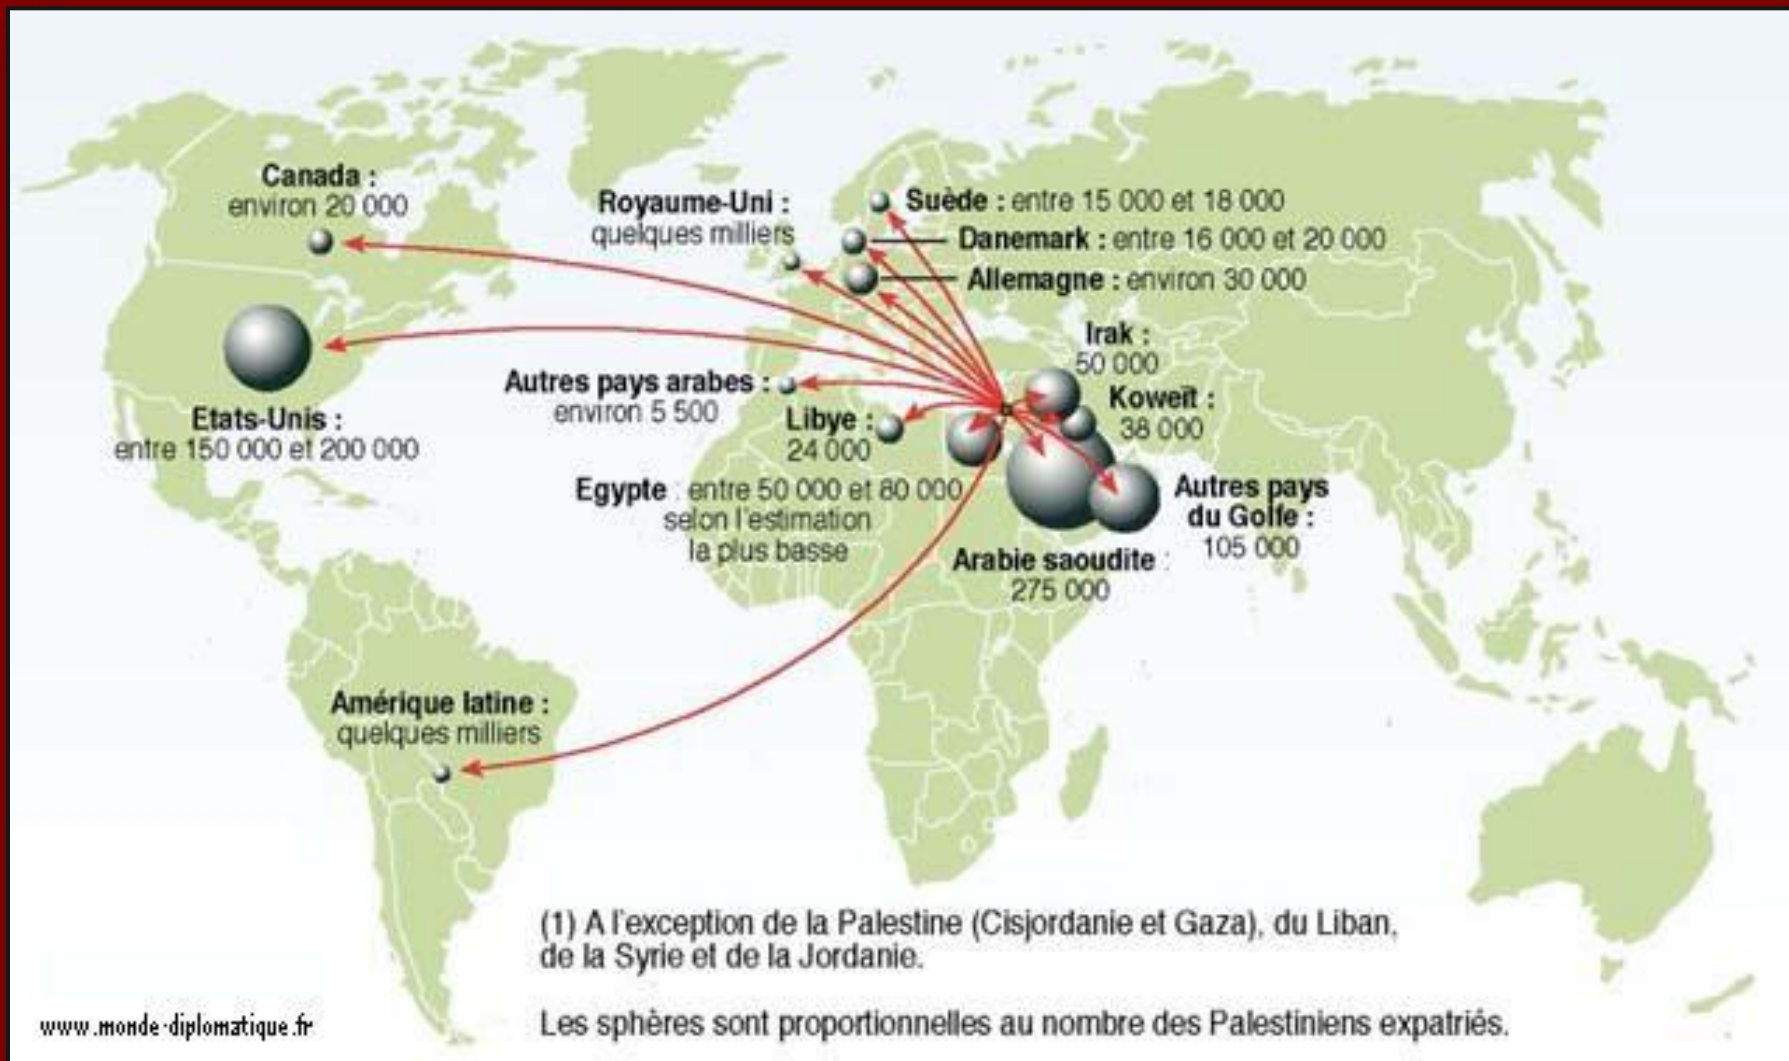 Canada :
environ 20 000
Royaume-Uni :
quelques milliers
Suède : entre 15 000 et 18 000
Danemark : entre 16 000 et 20 000
Allemagne : environ 30 000
Irak :
50 000
Autres pays arabes :
environ 5 500
Koweït :
38 000
Libye :
24 000
Etats-Unis :
entre 150 000 et 200 000
Egypte : entre 50 000 et 80 000
selon l'estimation
la plus basse
Autres pays
du Golfe :
105 000
Arabie saoudite :
275 000
Amérique latine :
quelques milliers
(1) A l'exception de la Palestine (Cisjordanie et Gaza), du Liban,
de la Syrie et de la Jordanie.
www.monde-diplomatique.fr
Les sphères sont proportionnelles au nombre des Palestiniens expatriés.